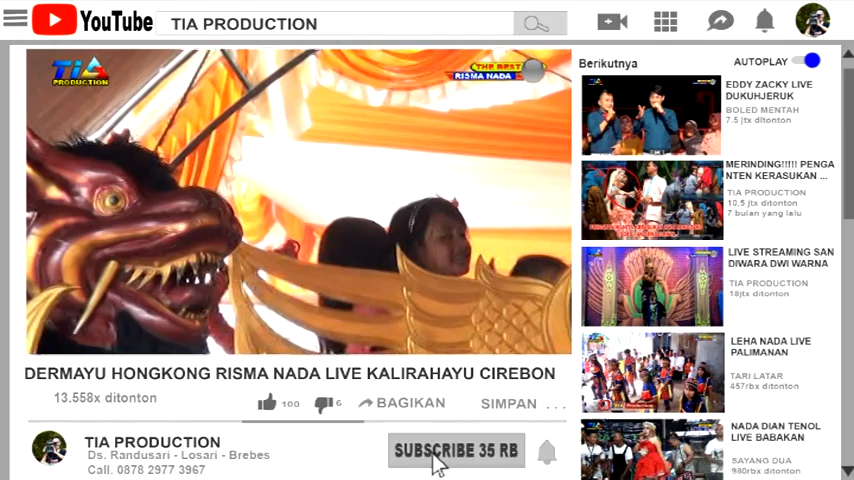 YouTube
TIA PRODUCTION
TIA
PRODUCTION
THE BEST
RISMA NADA
DERMAYU HONGKONG RISMA NADA LIVE KALIRAHAYU CIREBON
13.558x ditonton
100
6
BAGIKAN
SIMPAN ...
TIA PRODUCTION
Ds. Randusari - Losari - Brebes
Call. 0878 2977 3967
SUBSCRIBE 35 RB
Berikutnya
AUTOPLAY
EDDY ZACKY LIVE
DUKUHJERUK
BOLED MENTAH
7.5 jtx ditonton
MERINDING!!!!! PENGA
NTEN KERASUKAN ...
TIA PRODUCTION
10,5 jtx ditonton
7 bulan yang lalu
LIVE STREAMING SAN
DIWARA DWI WARNA
TIA PRODUCTION
18jtx ditonton
LEHA NADA LIVE
PALIMANAN
TARI LATAR
457rbx ditonton
NADA DIAN TENOL
LIVE BABAKAN
SAYANG DUA
980rbx ditonton